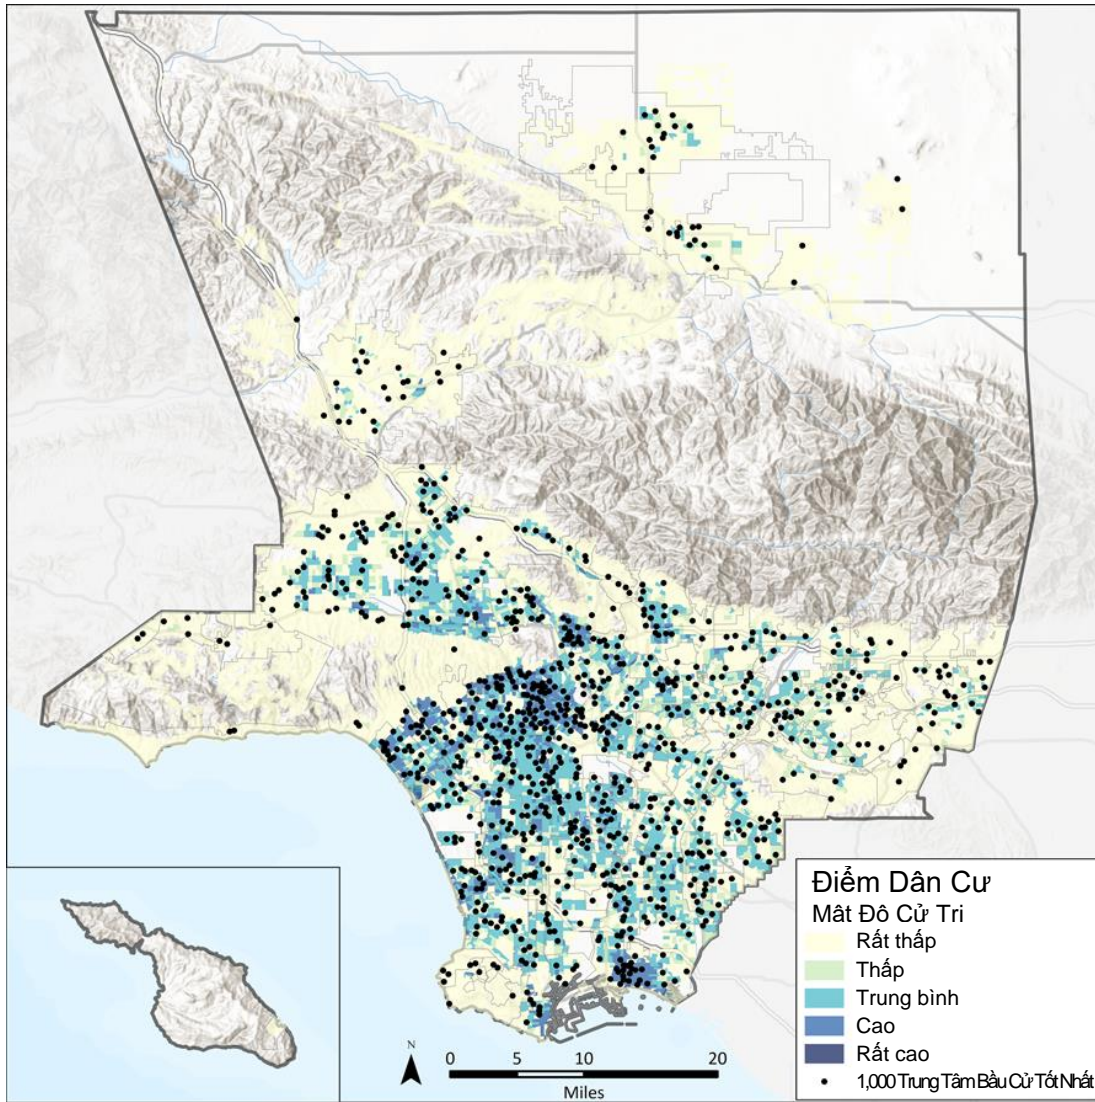 Điểm Dân Cư
Mât Đô Cử Tri
Rất thấp
Thấp
Trung bình
Cao
Rất cao
1,000 Trung Tâm Bầu Cử Tốt Nhất
N
0 5 10 20
Miles